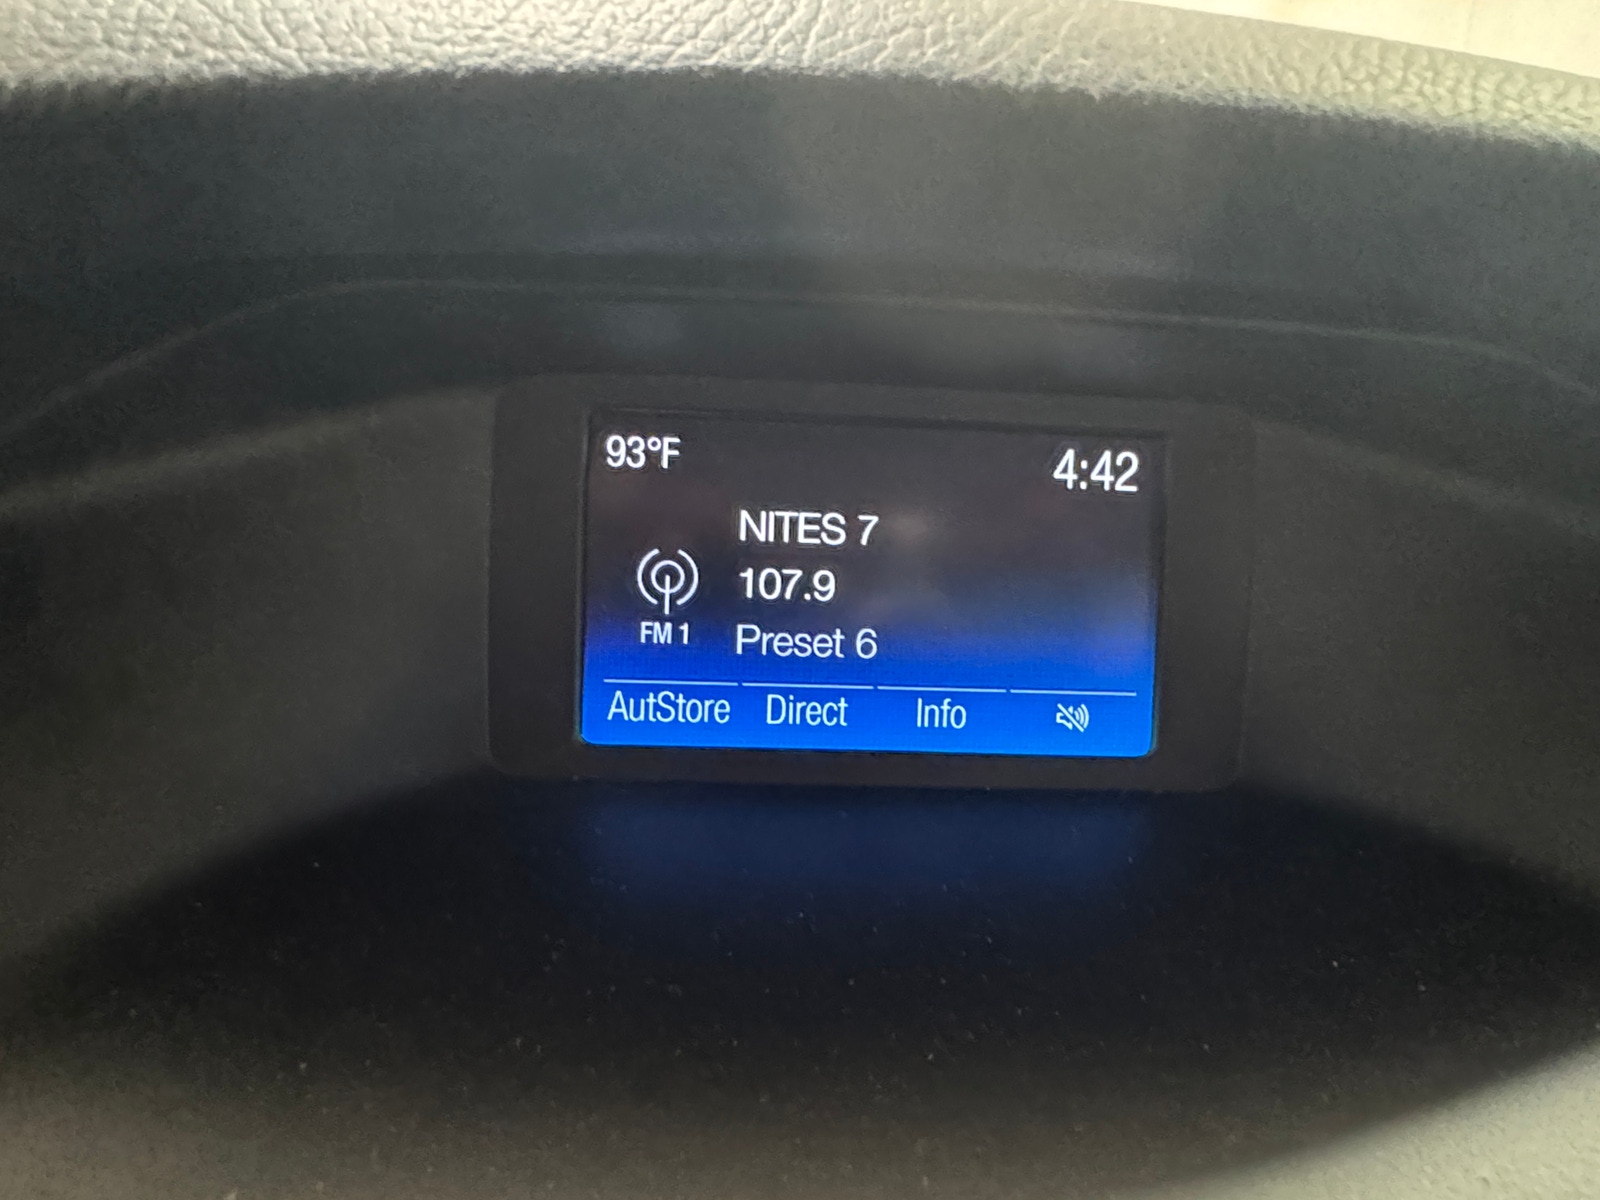 93°F
4:42
NITES 7
107.9
FM 1
Preset 6
AutStore
Direct
Info